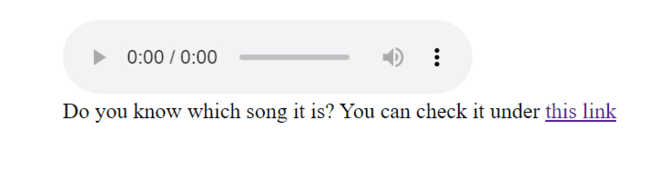 0:00 / 0:00
Do you know which song it is? You can check it under this link